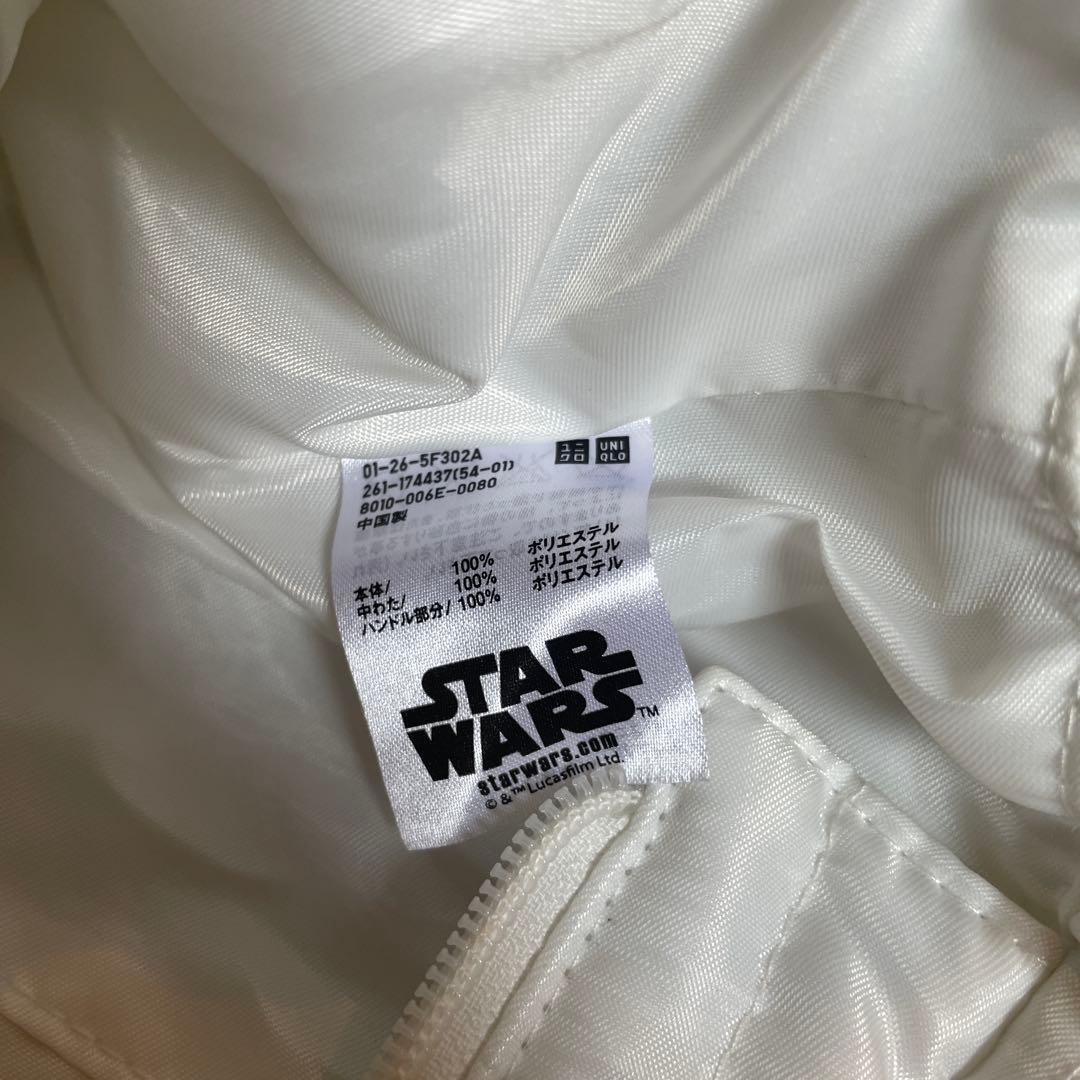 01-26-5F302A
ユニクロ UNIQLO
261-174437(54-01)
8010-006E-0080
中国製
本体/ 100% ポリエステル
中わた/ 100% ポリエステル
ハンドル部分/ 100% ポリエステル
STAR
WARS™
starwars.com
© &™Lucasfilm Ltd.